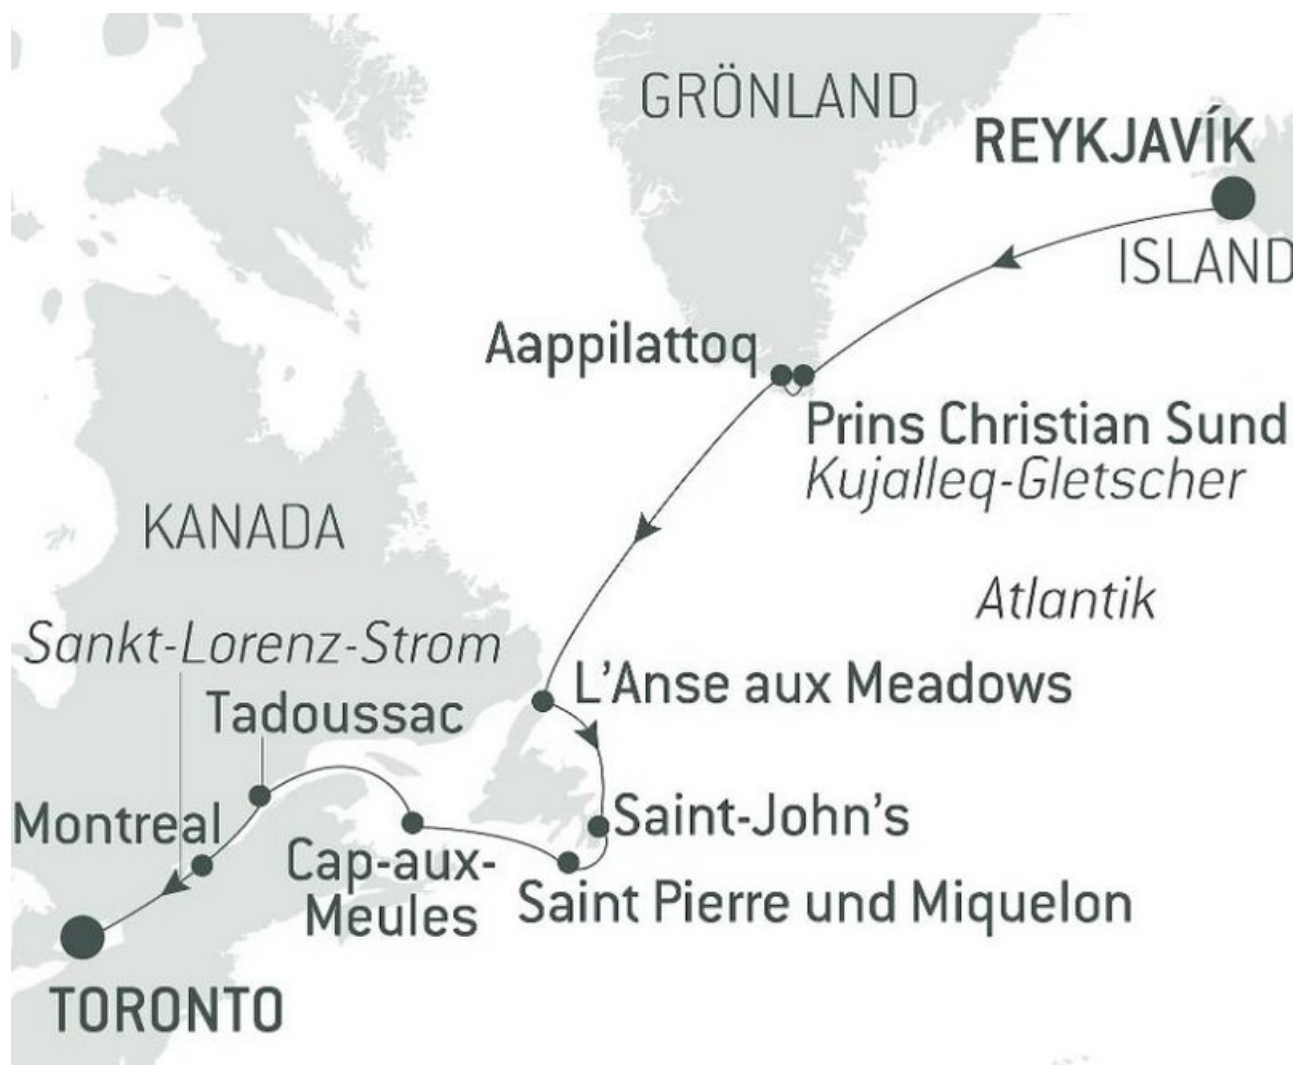 GRÖNLAND
REYKJAVÍK
ISLAND
Aappilattoq
Prins Christian Sund
Kujalleq-Gletscher
KANADA
Atlantik
Sankt-Lorenz-Strom
L'Anse aux Meadows
Tadoussac
Saint-John's
Montreal
Cap-aux-
Meules
Saint Pierre und Miquelon
TORONTO